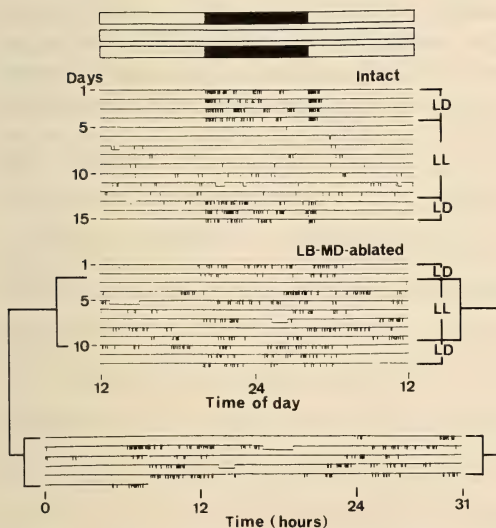 Days
Intact
1
LD
5
LL
10
LD
15
LB-MD-ablated
1
LD
5
LL
10
LD
12 24 12
Time of day
0 12 24 31
Time (hours)